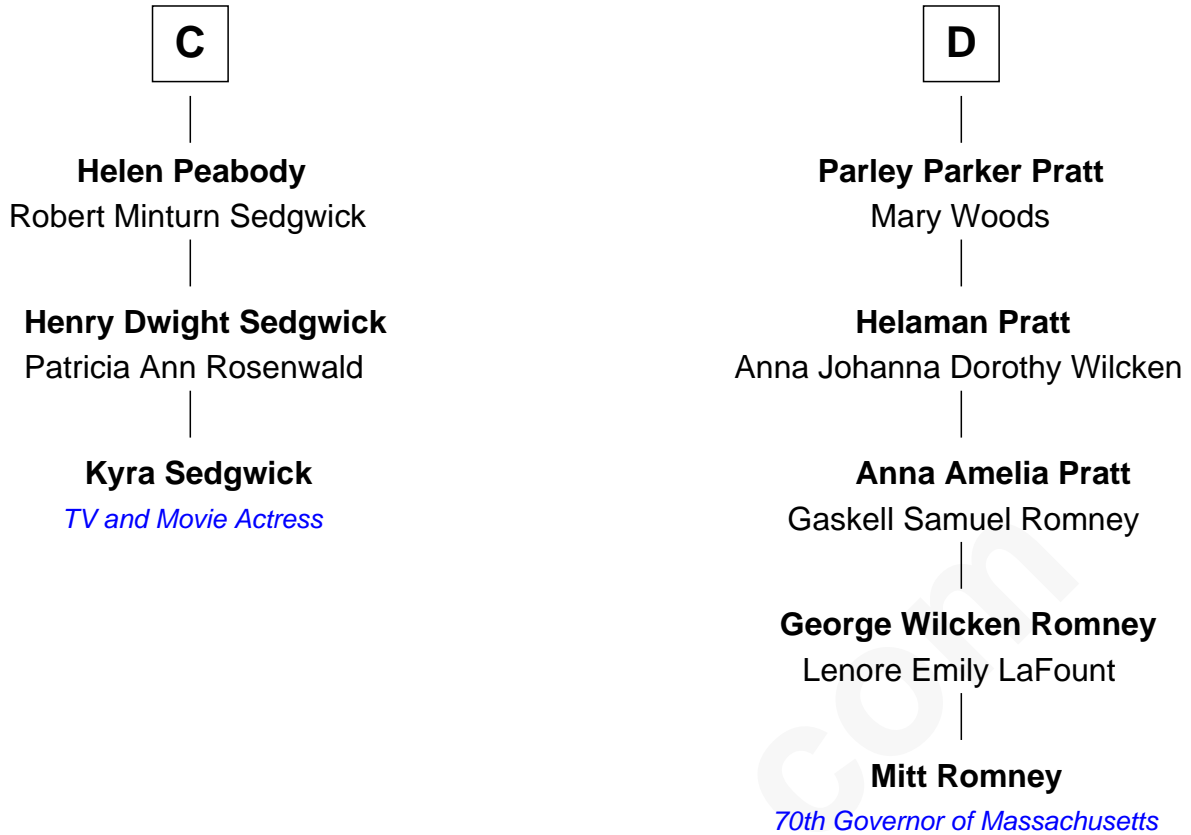 C
Helen Peabody
Robert Minturn Sedgwick
Henry Dwight Sedgwick
Patricia Ann Rosenwald
Kyra Sedgwick
TV and Movie Actress
D
Parley Parker Pratt
Mary Woods
Helaman Pratt
Anna Johanna Dorothy Wilcken
Anna Amelia Pratt
Gaskell Samuel Romney
George Wilcken Romney
Lenore Emily LaFount
Mitt Romney
70th Governor of Massachusetts
com